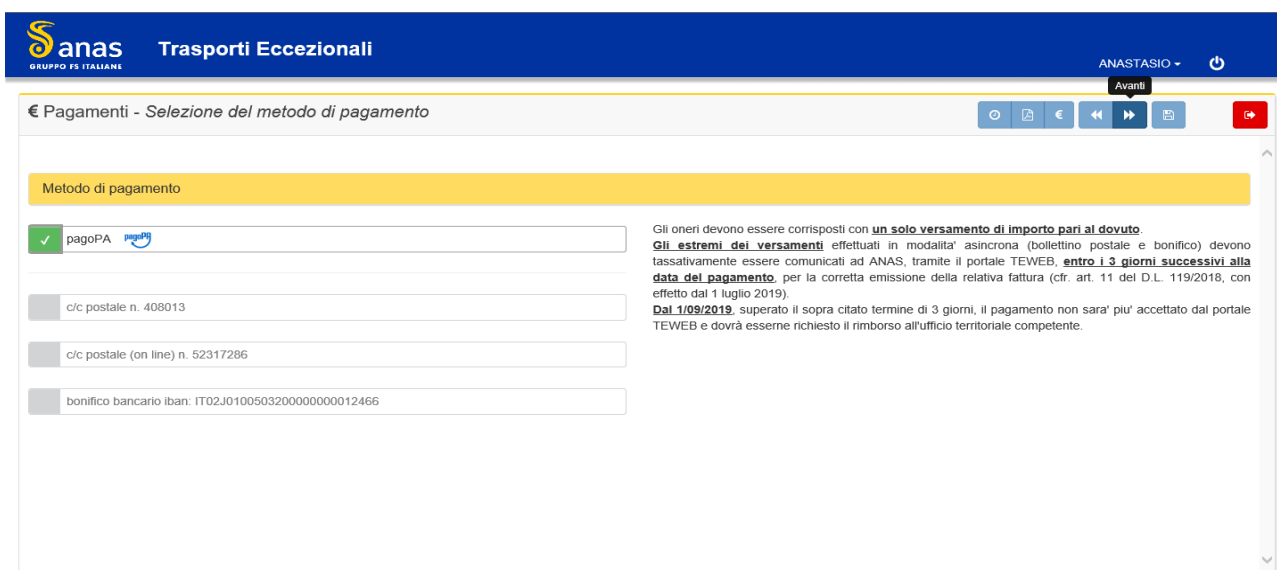 anas
GRUPPO FS ITALIANE
Trasporti Eccezionali
ANASTASIO
Avanti
€ Pagamenti - Selezione del metodo di pagamento
€
Metodo di pagamento
pagoPA pagoPA
c/c postale n. 408013
c/c postale (on line) n. 52317286
bonifico bancario iban: IT02J0100503200000000012466
Gli oneri devono essere corrisposti con un solo versamento di importo pari al dovuto.
Gli estremi dei versamenti effettuati in modalita' asincrona (bollettino postale e bonifico) devono
tassativamente essere comunicati ad ANAS, tramite il portale TEWEB, entro i 3 giorni successivi alla
data del pagamento, per la corretta emissione della relativa fattura (cfr. art. 11 del D.L. 119/2018, con
effetto dal 1 luglio 2019).
Dal 1/09/2019, superato il sopra citato termine di 3 giorni, il pagamento non sara' piu' accettato dal portale
TEWEB e dovrà esserne richiesto il rimborso all'ufficio territoriale competente.